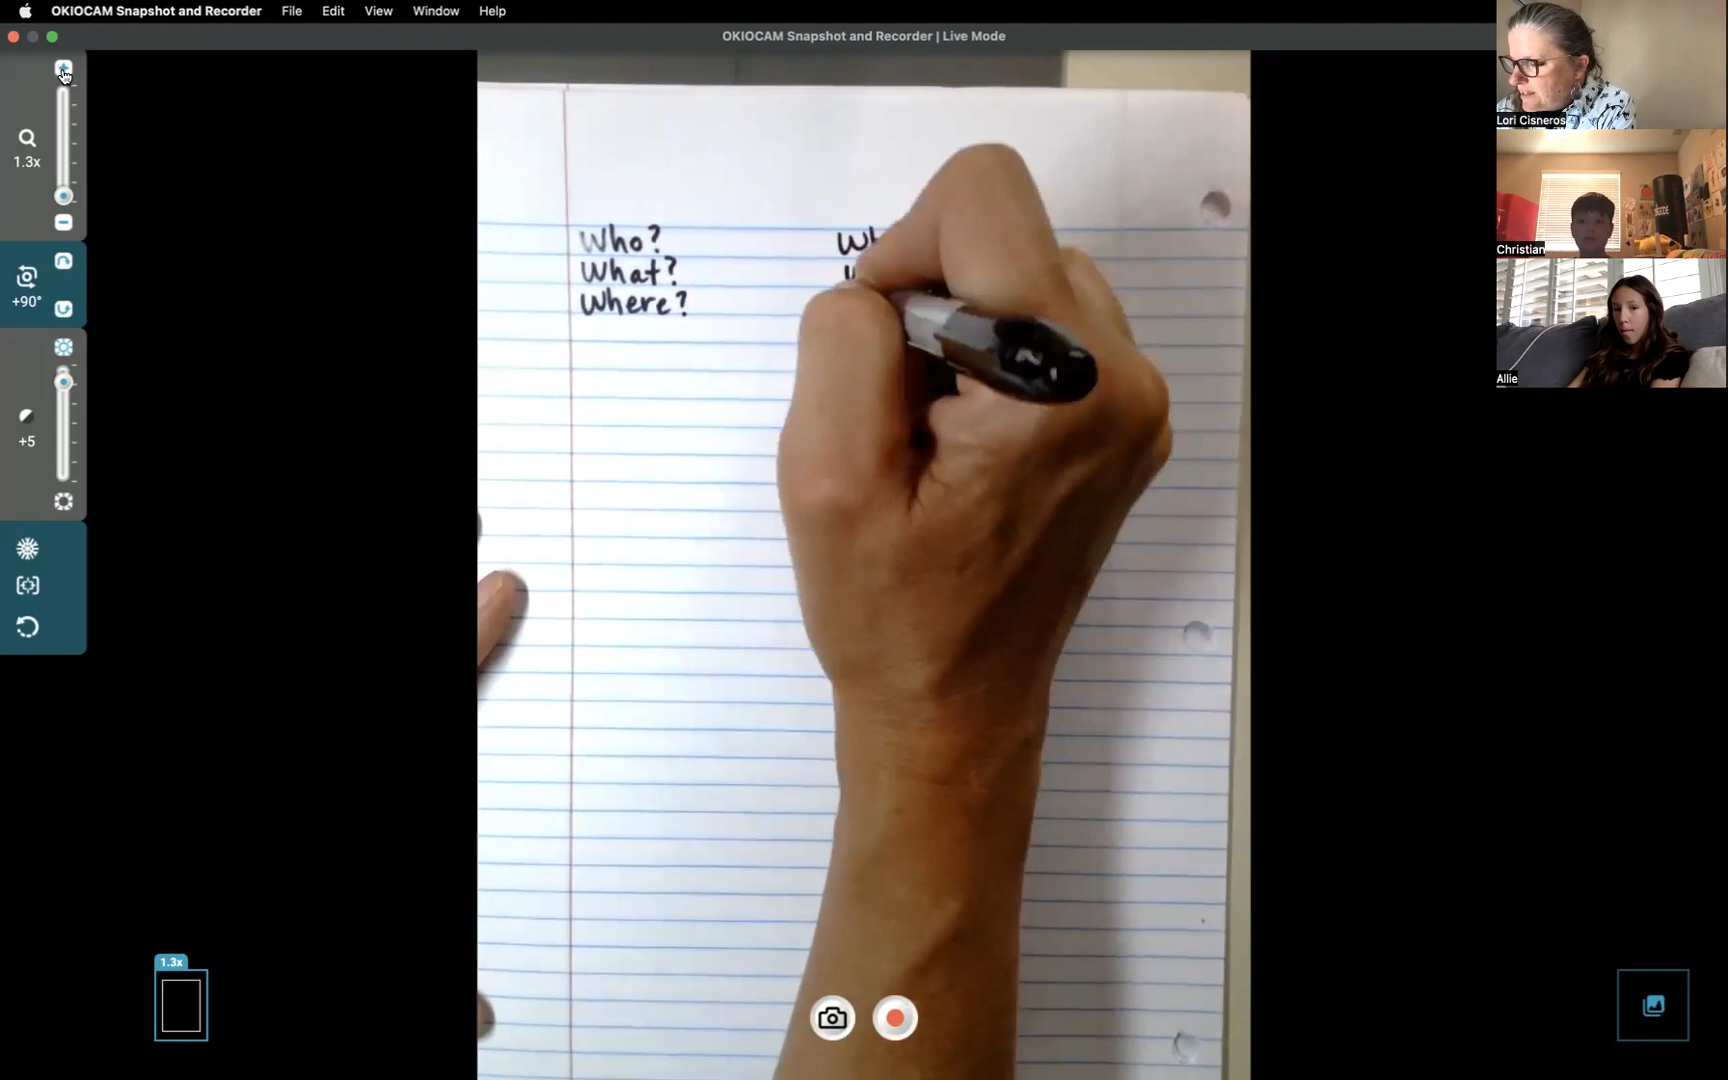 OKIOCAM Snapshot and Recorder File Edit View Window Help
OKIOCAM Snapshot and Recorder | Live Mode
1.3x
+90°
+5
Who?
What?
Where?
1.3x
Lori Cisneros
Christian
Allie